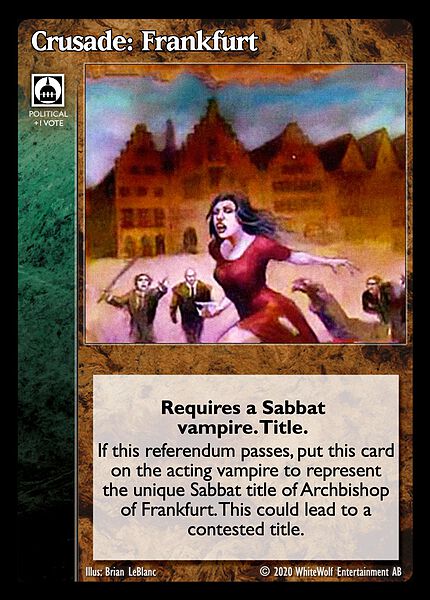 Crusade: Frankfurt
POLITICAL
+1 VOTE
Requires a Sabbat
vampire. Title.
If this referendum passes, put this card
on the acting vampire to represent
the unique Sabbat title of Archbishop
of Frankfurt. This could lead to a
contested title.
Illus: Brian LeBlanc
© 2020 WhiteWolf Entertainment AB